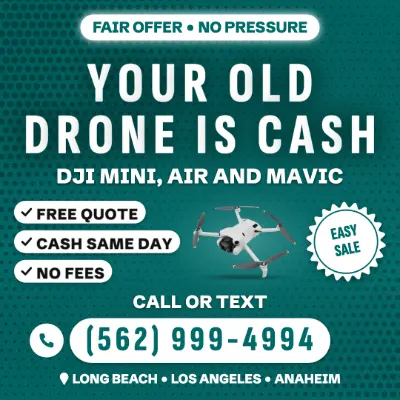 FAIR OFFER • NO PRESSURE
YOUR OLD
DRONE IS CASH
DJI MINI, AIR AND MAVIC
FREE QUOTE
CASH SAME DAY
NO FEES
EASY
SALE
CALL OR TEXT
(562) 999-4994
LONG BEACH • LOS ANGELES • ANAHEIM